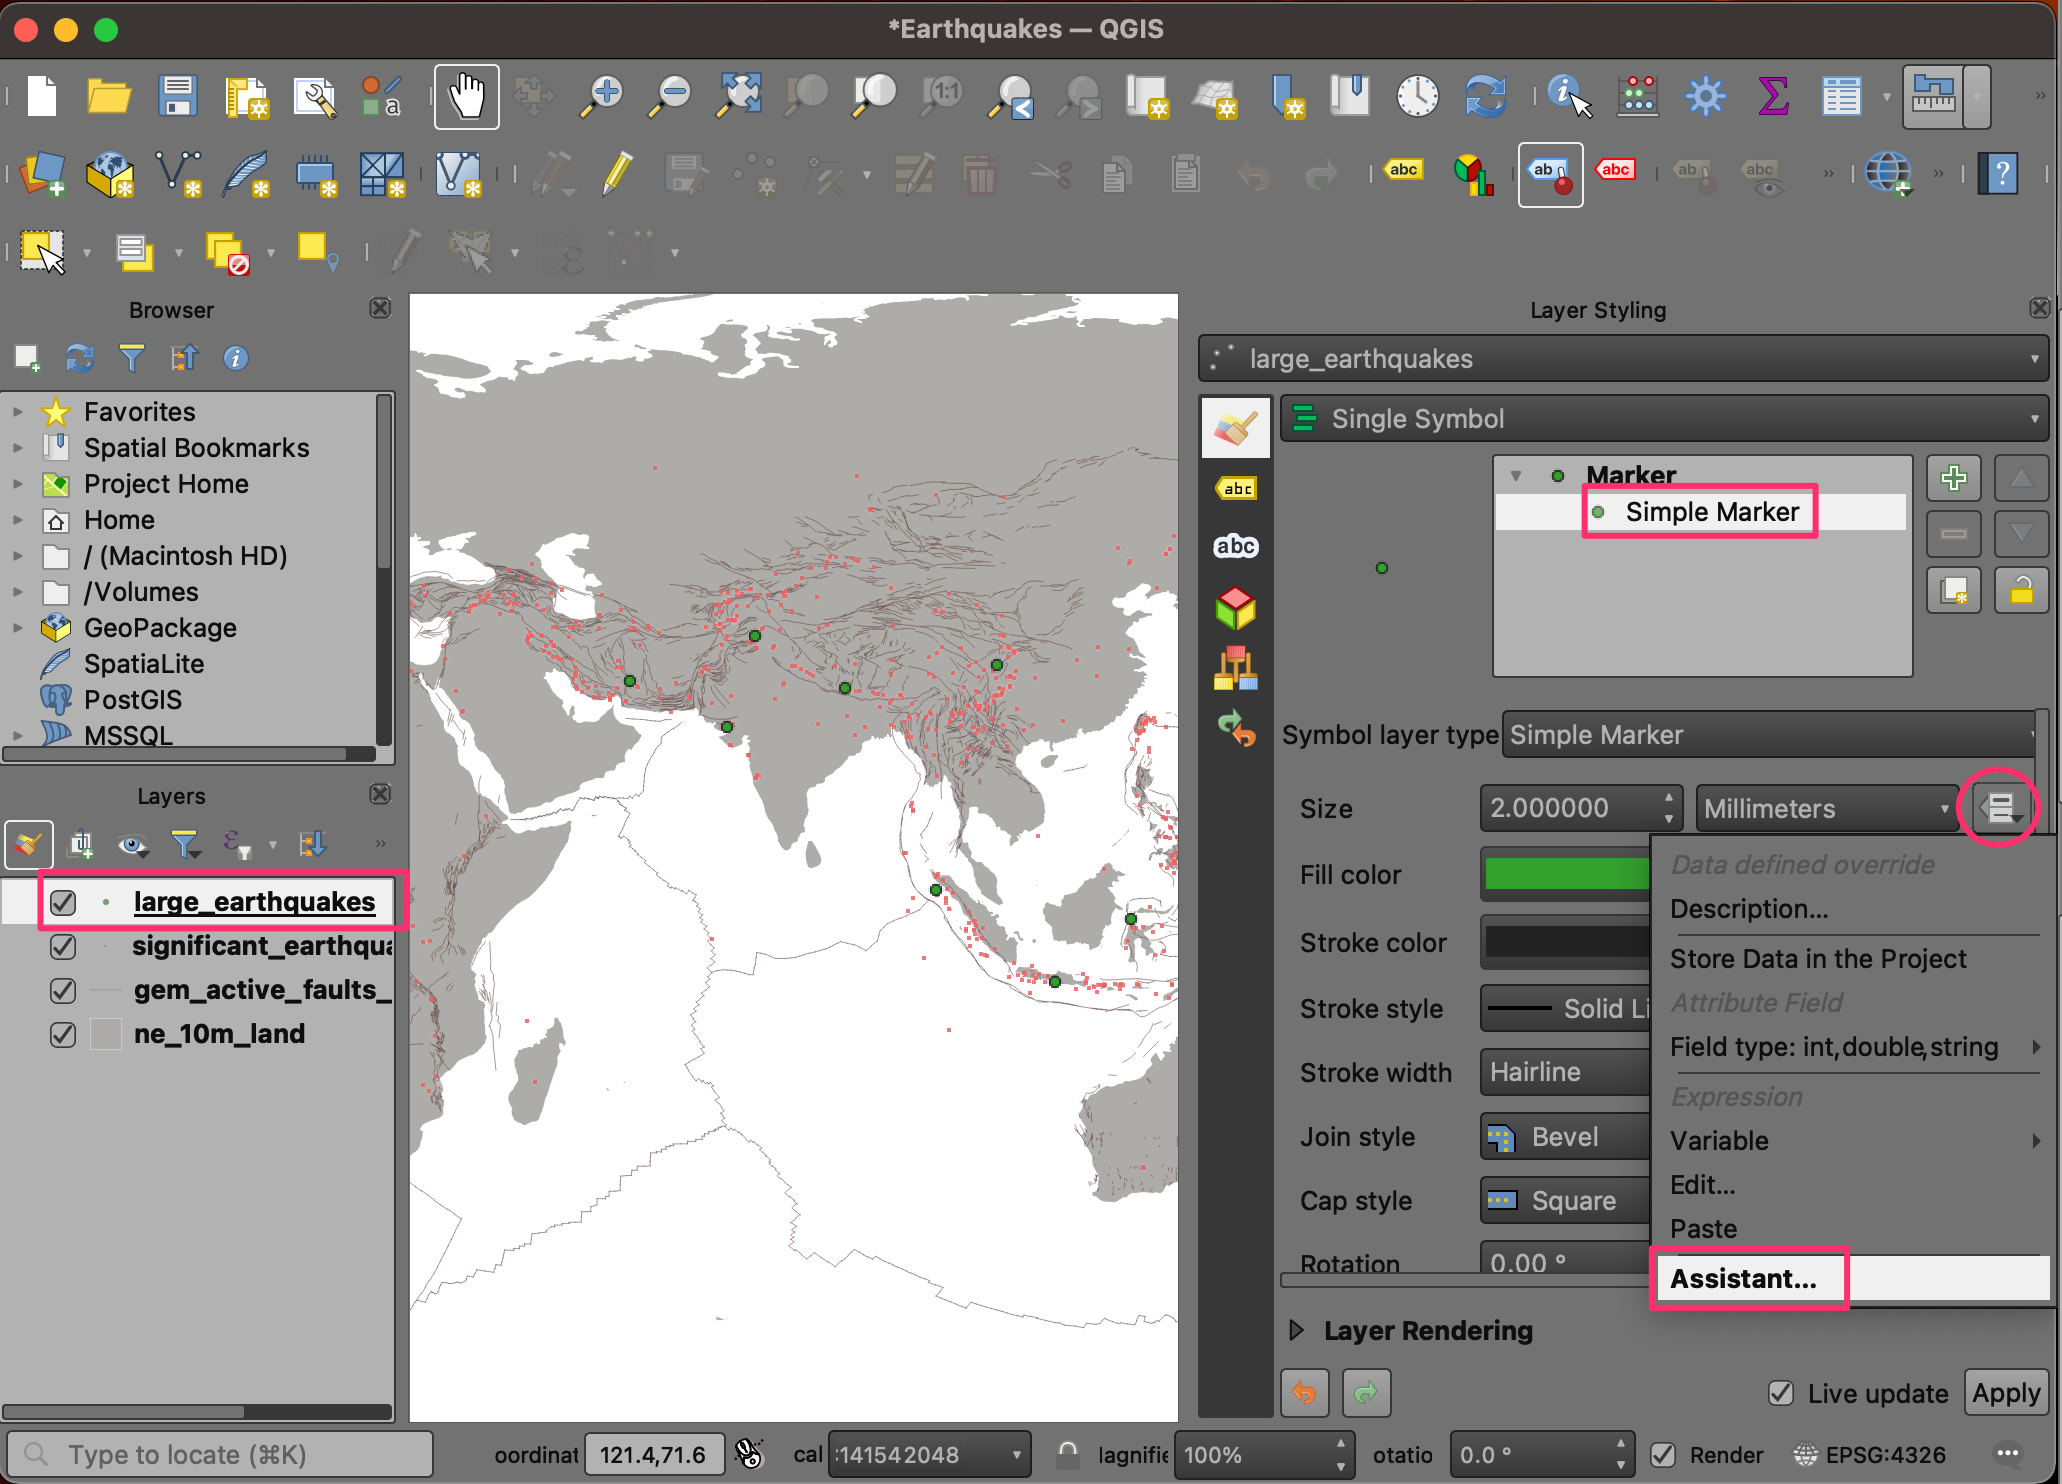 *Earthquakes — QGIS
a
1:1
abc
ab
abc
ab
abc
»
»
»
?
Browser
Favorites
Spatial Bookmarks
Project Home
Home
/ (Macintosh HD)
/Volumes
GeoPackage
SpatiaLite
PostGIS
MSSQL
Layers
»
large_earthquakes
significant_earthqua
gem_active_faults_
ne_10m_land
Layer Styling
large_earthquakes
Single Symbol
abc
abc
Marker
Simple Marker
Symbol layer type Simple Marker
Size 2.000000 Millimeters
Fill color
Stroke color
Stroke style Solid Li
Stroke width Hairline
Join style Bevel
Cap style Square
Rotation 0.00 °
Data defined override
Description...
Store Data in the Project
Attribute Field
Field type: int, double, string
Expression
Variable
Edit...
Paste
Assistant...
Layer Rendering
Live update Apply
Type to locate (⌘K) oordinat 121.4,71.6 cal :141542048 lagnifie 100% otatio 0.0 ° Render EPSG:4326